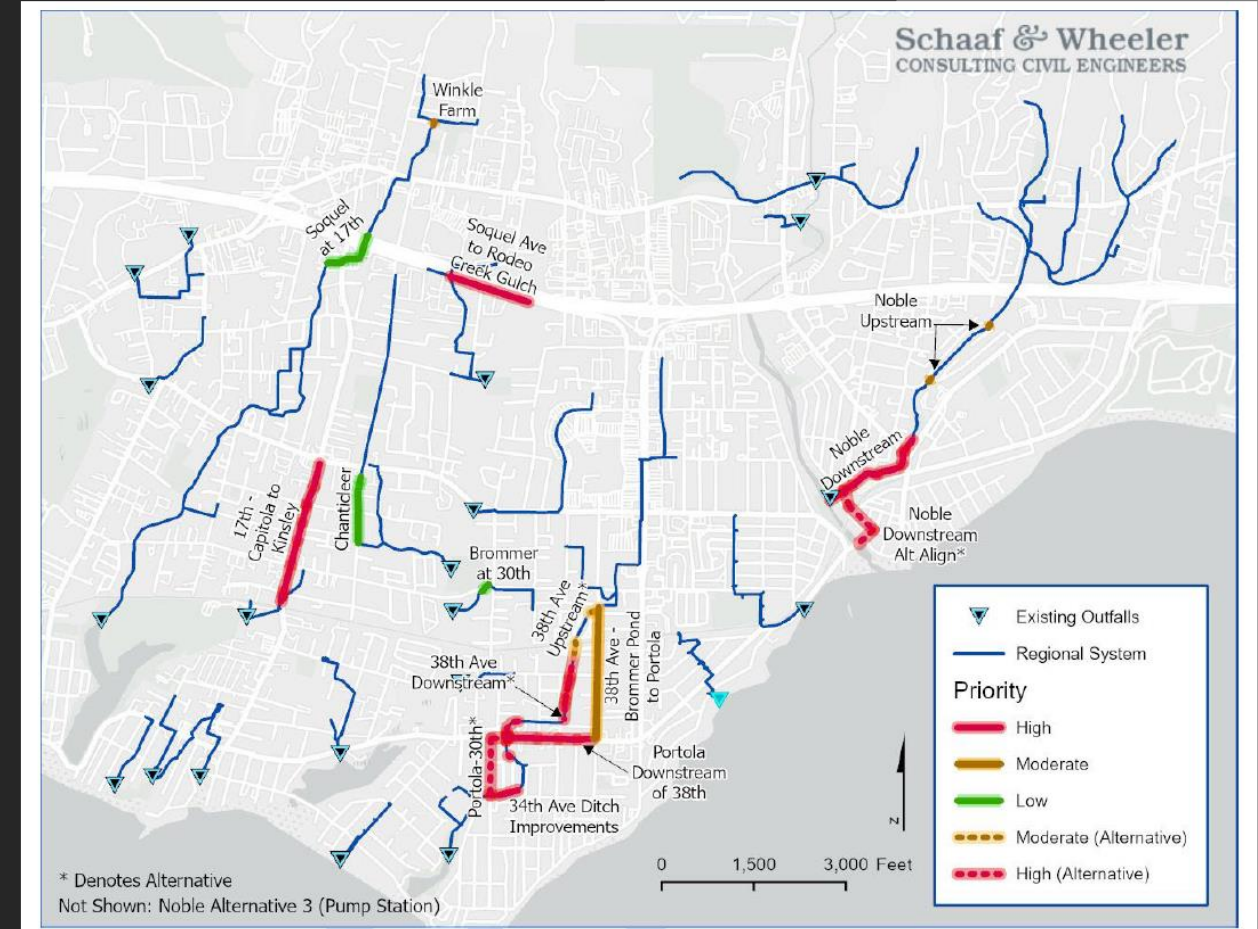 Schaaf & Wheeler
CONSULTING CIVIL ENGINEERS
Winkle
Farm
Soquel
at 17th
Soquel Ave
to Rodeo
Creek Gulch
Noble
Upstream
Noble
Downstream
Noble
Downstream
Alt Align*
17th -
Capitola to
Kinsley
Chanticleer
Brommer
at 30th
38th Ave
Upstream*
38th Ave
Downstream*
38th Ave -
Brommer Pond
to Portola
Portola-30th*
Portola
Downstream
of 38th
34th Ave Ditch
Improvements
Existing Outfalls
Regional System
Priority
High
Moderate
Low
Moderate (Alternative)
High (Alternative)
z
0 1,500 3,000 Feet
* Denotes Alternative
Not Shown: Noble Alternative 3 (Pump Station)